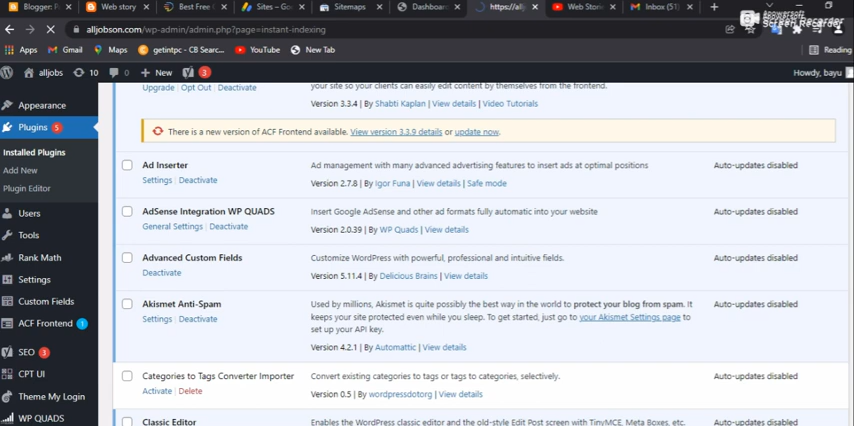 Blogger: P
Web story
Best Free C
Sites – Goo
Sitemaps
Dashboard
https://allj
Web Storie
Inbox (51)
alljobson.com/wp-admin/admin.php?page=instant-indexing
Apps Gmail Maps getintpc - CB Searc... YouTube New Tab Reading
Screen Recorder
alljobs 10 0 New 3 Howdy, bayu
Appearance
Plugins 5
Installed Plugins
Add New
Plugin Editor
Users
Tools
Rank Math
Settings
Custom Fields
ACF Frontend 1
SEO 3
CPT UI
Theme My Login
WP QUADS
your site so your clients can easily edit content by themselves from the frontend.
Upgrade | Opt Out | Deactivate
Version 3.3.4 | By Shabti Kaplan | View details | Video Tutorials
There is a new version of ACF Frontend available. View version 3.3.9 details or update now.
Ad Inserter
Settings | Deactivate
Ad management with many advanced advertising features to insert ads at optimal positions
Version 2.7.8 | By Igor Funa | View details | Safe mode
Auto-updates disabled
AdSense Integration WP QUADS
General Settings | Deactivate
Insert Google AdSense and other ad formats fully automatic into your website
Version 2.0.39 | By WP Quads | View details
Auto-updates disabled
Advanced Custom Fields
Deactivate
Customize WordPress with powerful, professional and intuitive fields.
Version 5.11.4 | By Delicious Brains | View details
Auto-updates disabled
Akismet Anti-Spam
Settings | Deactivate
Used by millions, Akismet is quite possibly the best way in the world to protect your blog from spam. It
keeps your site protected even while you sleep. To get started, just go to your Akismet Settings page to
set up your API key.
Version 4.2.1 | By Automattic | View details
Auto-updates disabled
Categories to Tags Converter Importer
Activate | Delete
Convert existing categories to tags or tags to categories, selectively.
Version 0.5 | By wordpressdotorg | View details
Auto-updates disabled
Classic Editor
Enables the WordPress classic editor and the old-style Edit Post screen with TinyMCE, Meta Boxes, etc.
Auto-updates disabled